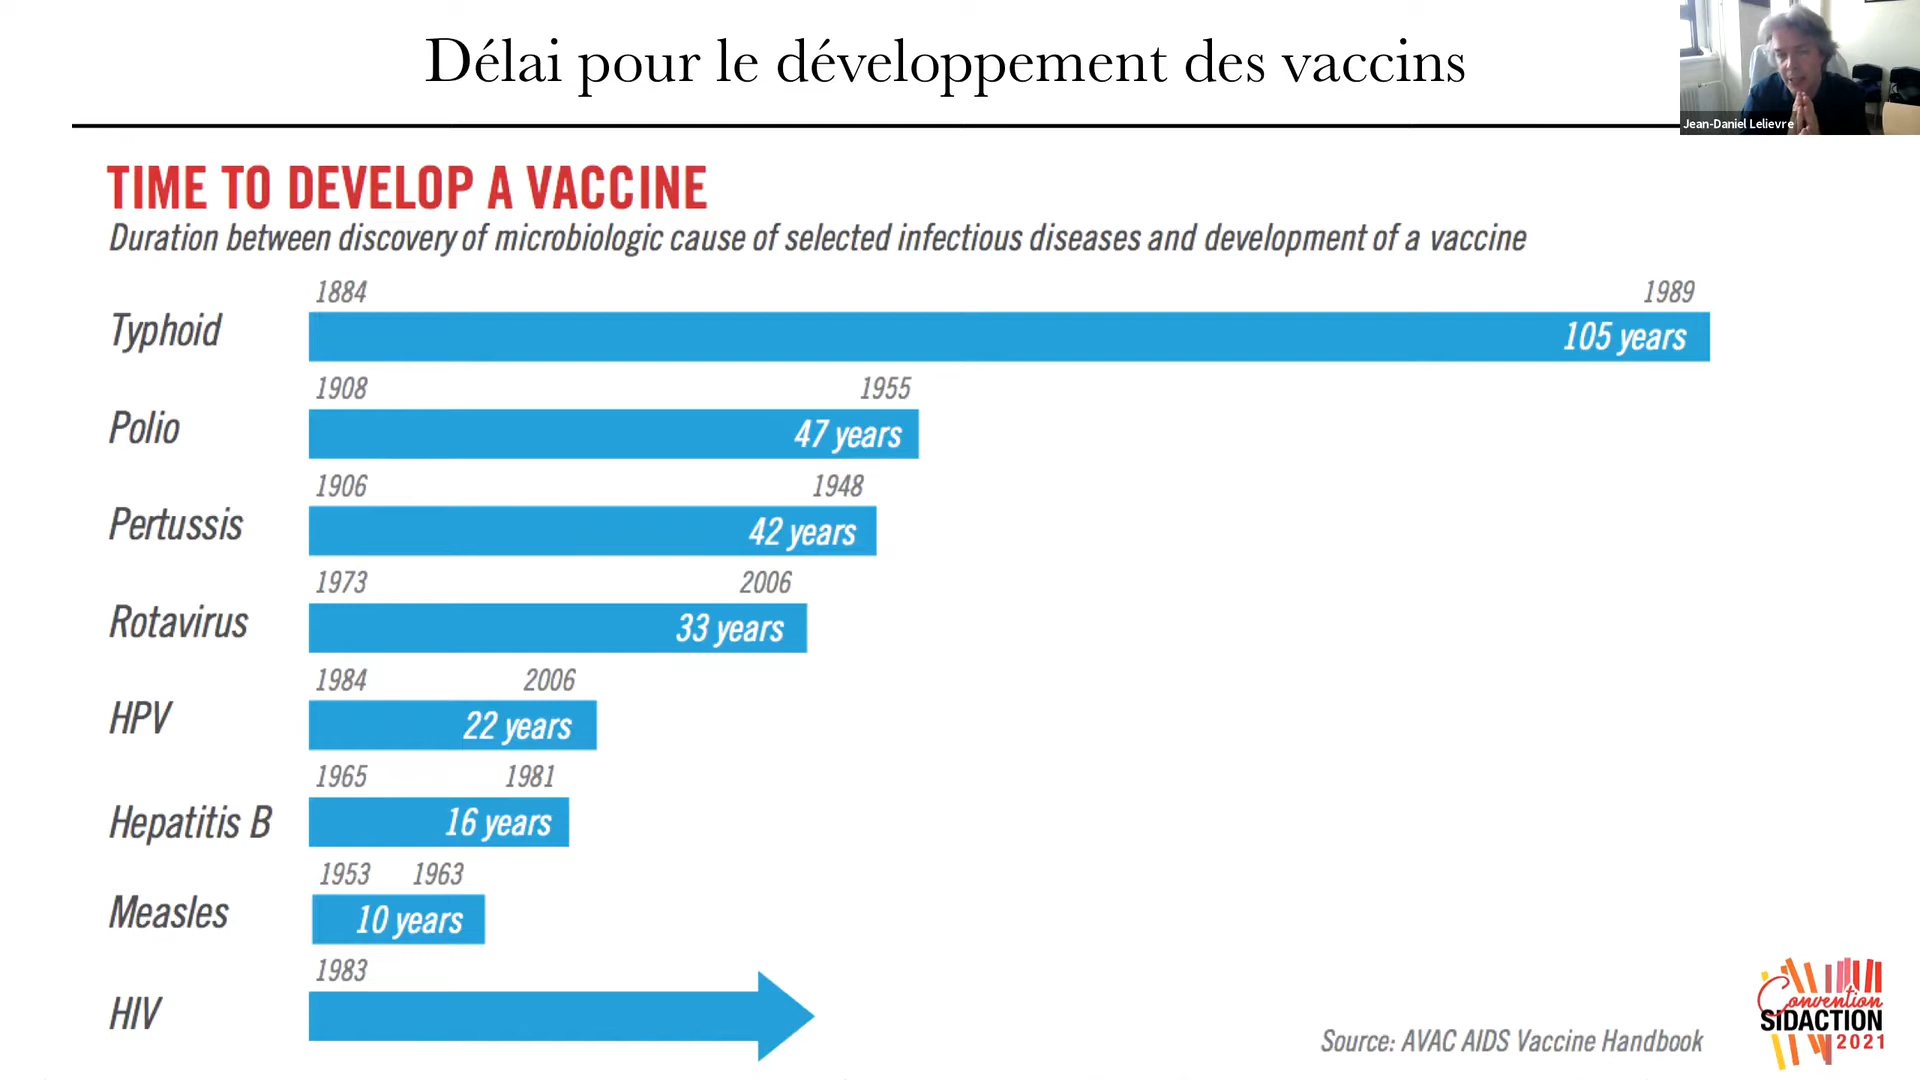 Délai pour le développement des vaccins
Jean-Daniel Lelievre
TIME TO DEVELOP A VACCINE
Duration between discovery of microbiologic cause of selected infectious diseases and development of a vaccine
1884 1989
Typhoid 105 years
1908 1955
Polio 47 years
1906 1948
Pertussis 42 years
1973 2006
Rotavirus 33 years
1984 2006
HPV 22 years
1965 1981
Hepatitis B 16 years
1953 1963
Measles 10 years
1983
HIV
Source: AVAC AIDS Vaccine Handbook
Convention
SIDACTION
2021